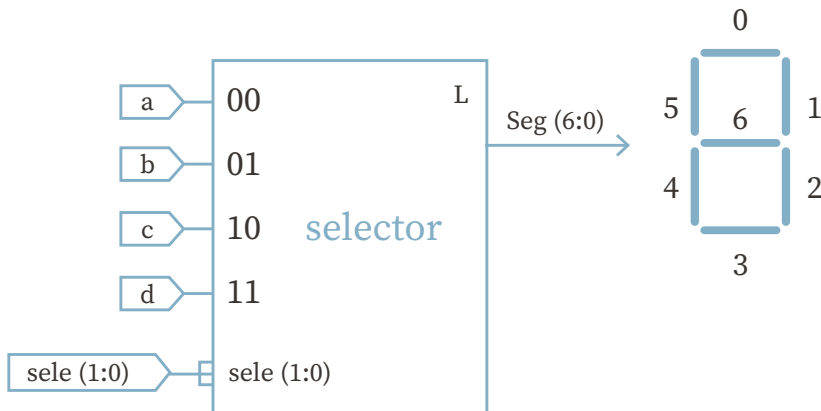 0
a 00 L
Seg (6:0)
5 6 1
b 01
4 2
c 10 selector
3
d 11
sele (1:0) sele (1:0)